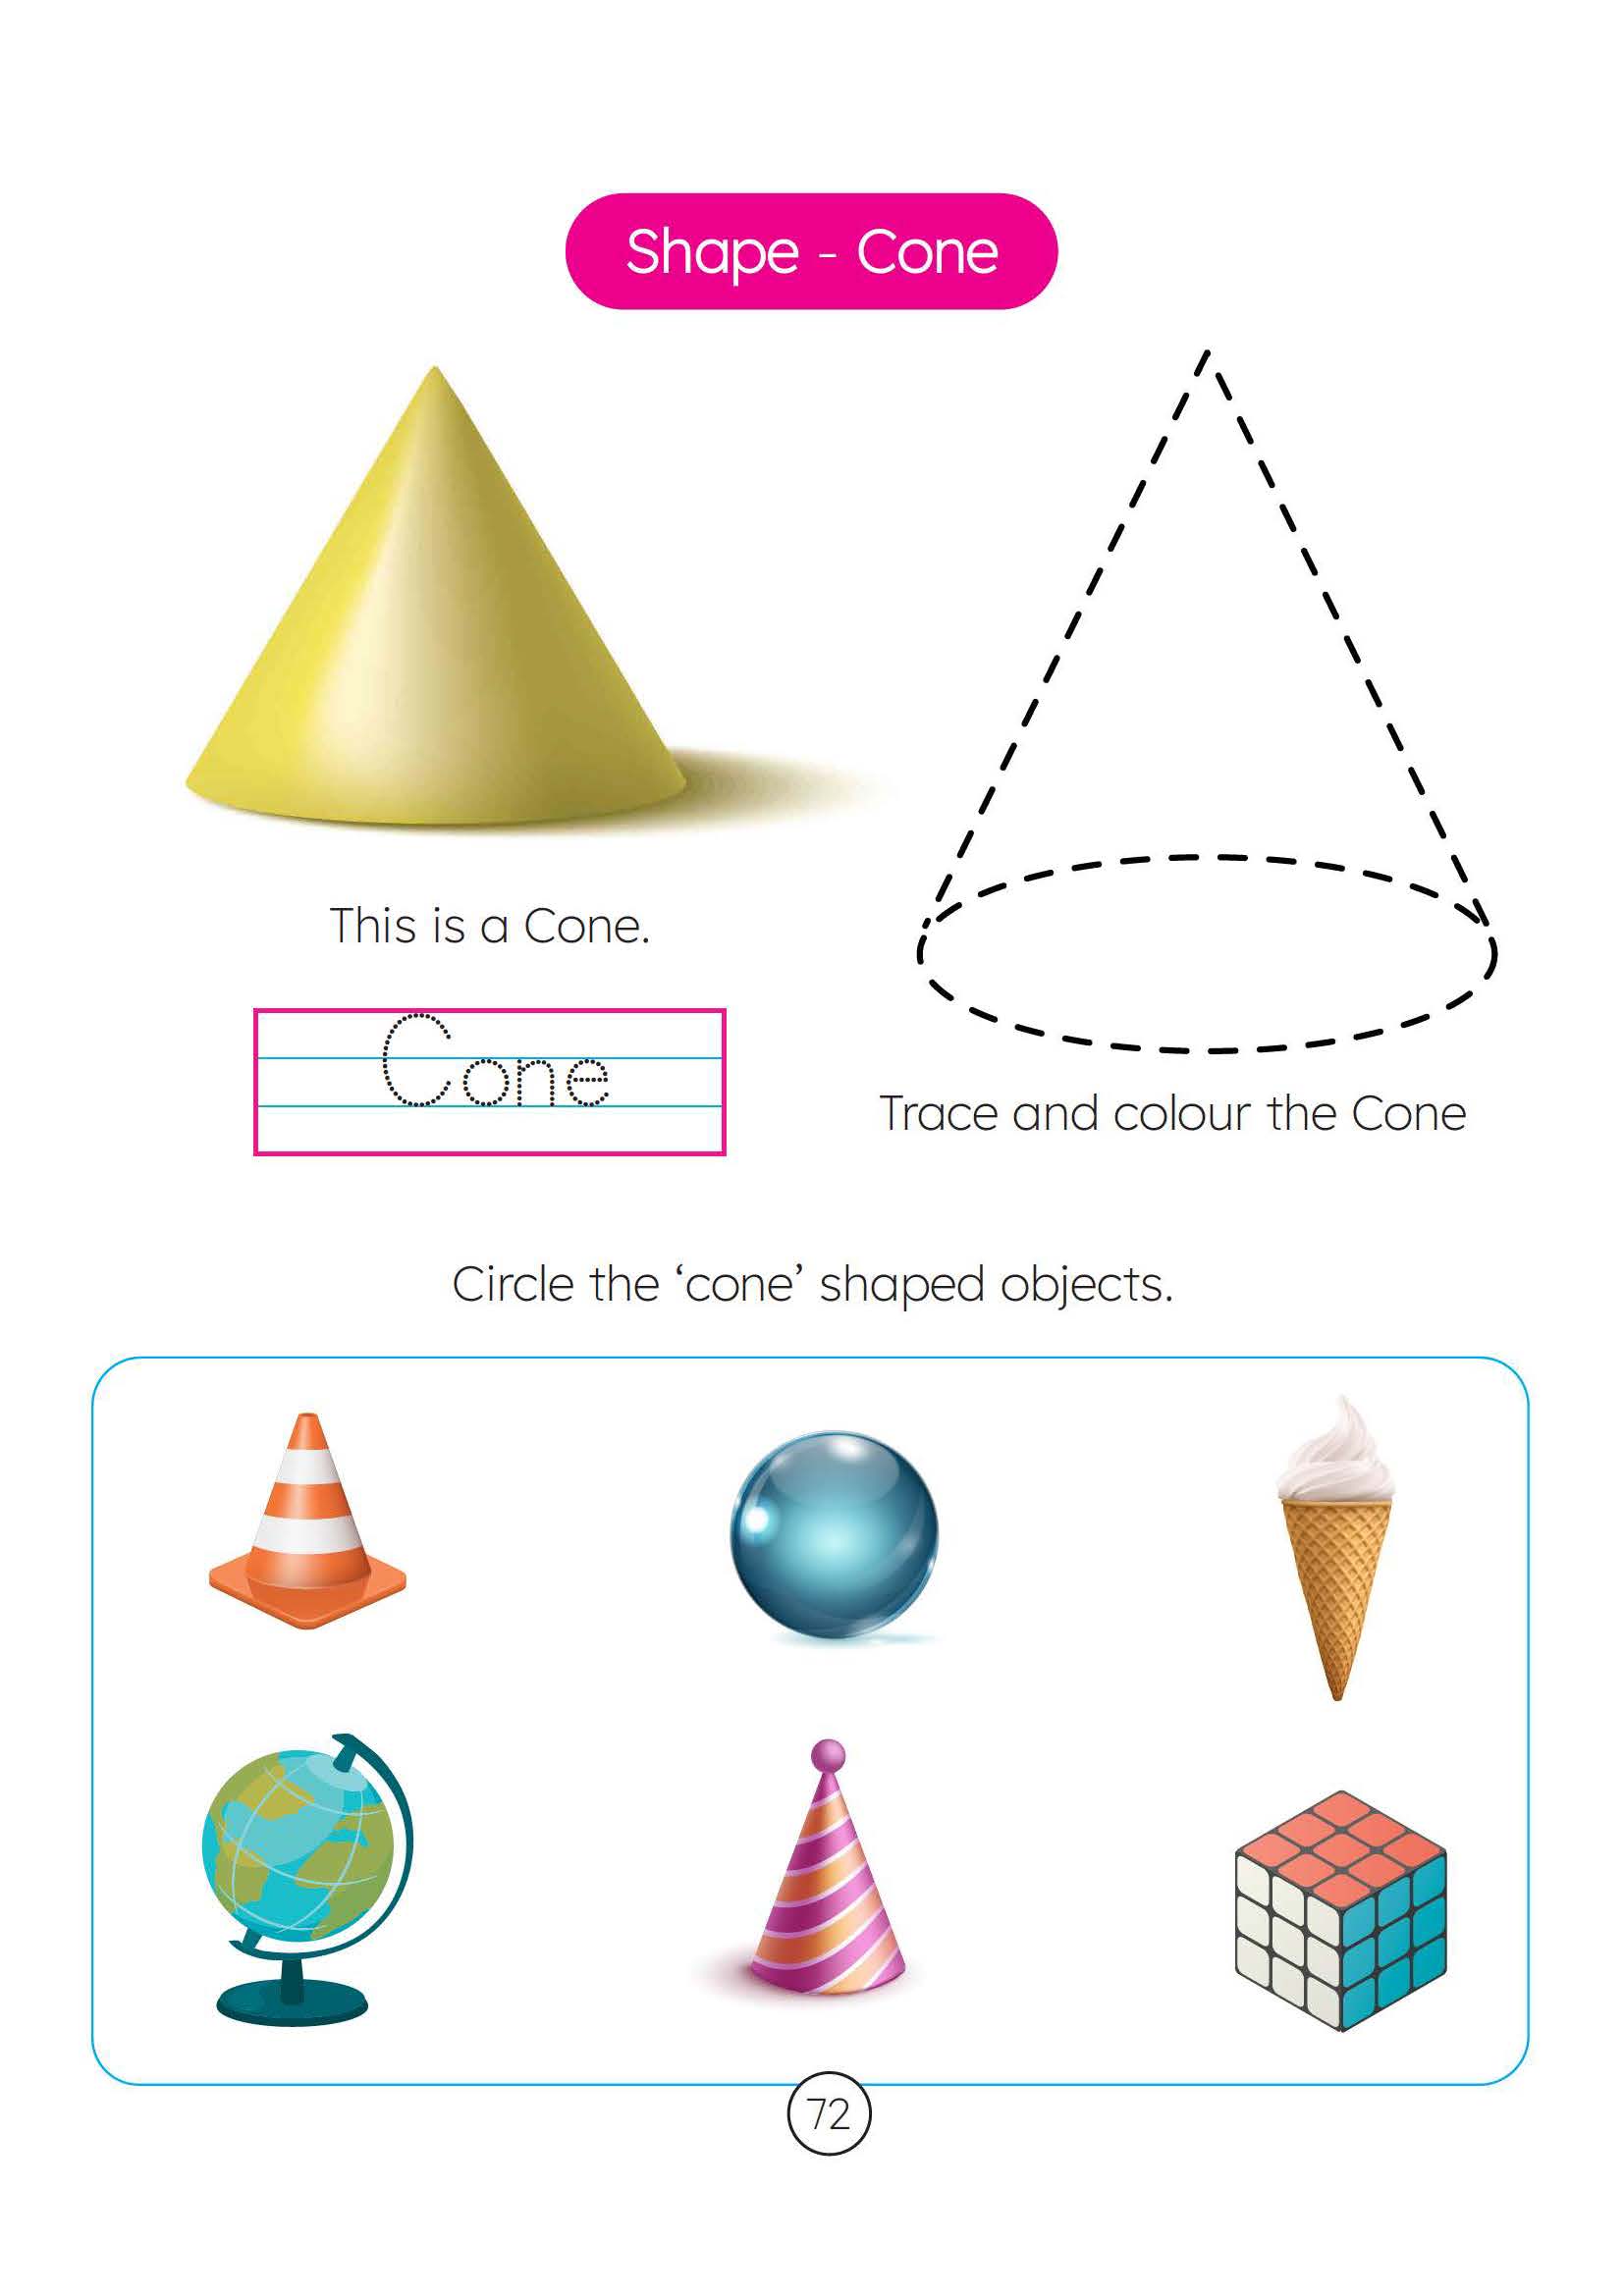 Shape - Cone
This is a Cone.
Cone
Trace and colour the Cone
Circle the ‘cone’ shaped objects.
72